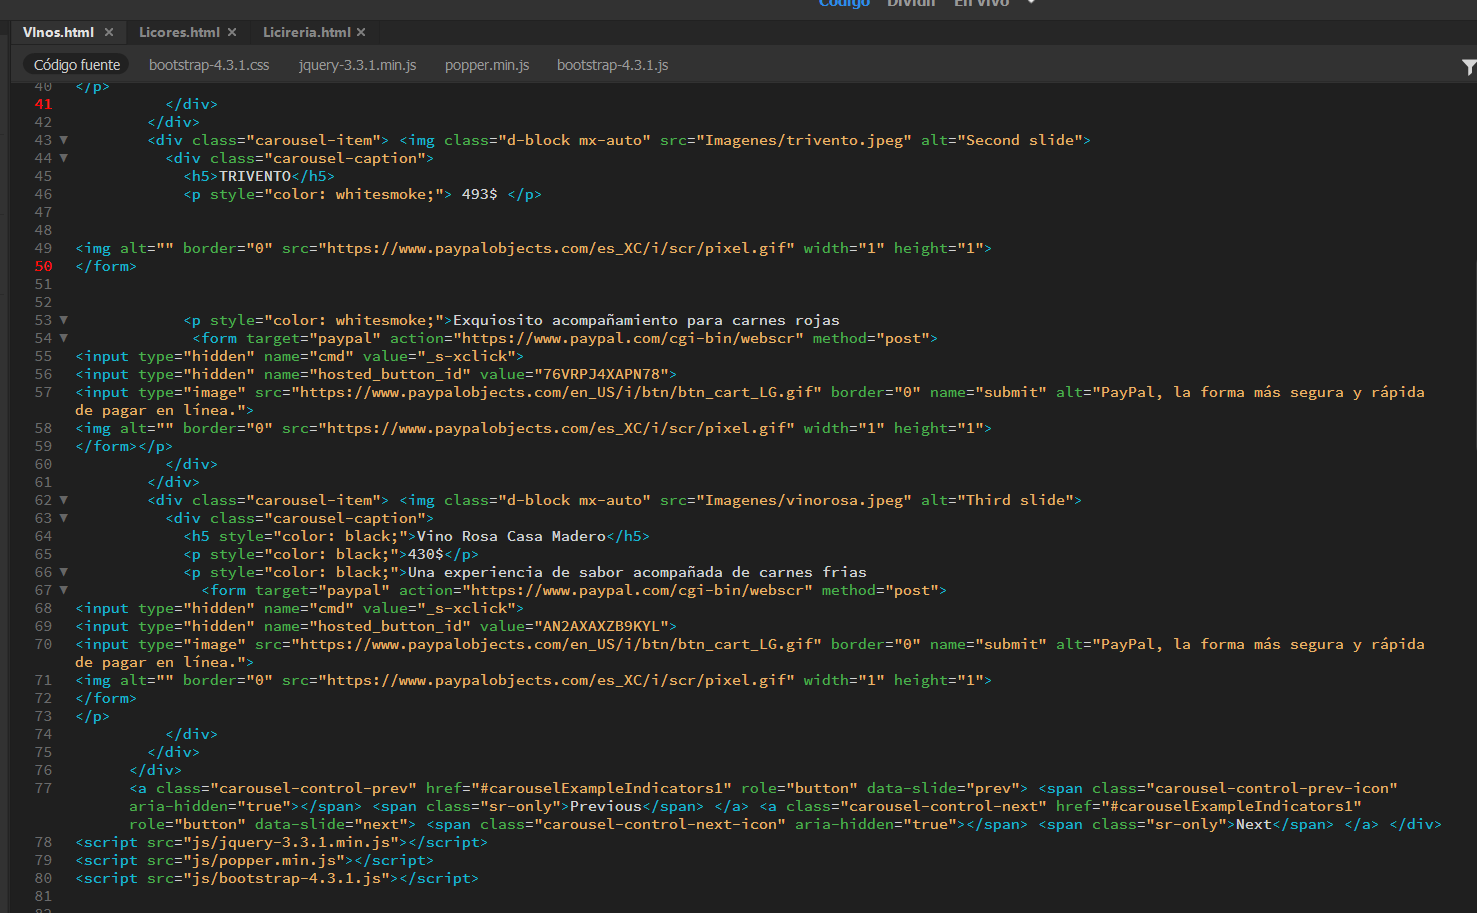 Código Dividir En vivo
VInos.html × Licores.html × Licireria.html ×
Código fuente bootstrap-4.3.1.css jquery-3.3.1.min.js popper.min.js bootstrap-4.3.1.js
40 </p>
41 </div>
42 </div>
43 <div class="carousel-item"> <img class="d-block mx-auto" src="Imagenes/trivento.jpeg" alt="Second slide">
44 <div class="carousel-caption">
45 <h5>TRIVENTO</h5>
46 <p style="color: whitesmoke;"> 493$ </p>
47
48
49 <img alt="" border="0" src="https://www.paypalobjects.com/es_XC/i/scr/pixel.gif" width="1" height="1">
50 </form>
51
52
53 <p style="color: whitesmoke;">Exquiosito acompañamiento para carnes rojas
54 <form target="paypal" action="https://www.paypal.com/cgi-bin/webscr" method="post">
55 <input type="hidden" name="cmd" value="_s-xclick">
56 <input type="hidden" name="hosted_button_id" value="76VRPJ4XAPN78">
57 <input type="image" src="https://www.paypalobjects.com/en_US/i/btn/btn_cart_LG.gif" border="0" name="submit" alt="PayPal, la forma más segura y rápida
de pagar en línea.">
58 <img alt="" border="0" src="https://www.paypalobjects.com/es_XC/i/scr/pixel.gif" width="1" height="1">
59 </form></p>
60 </div>
61 </div>
62 <div class="carousel-item"> <img class="d-block mx-auto" src="Imagenes/vinorosa.jpeg" alt="Third slide">
63 <div class="carousel-caption">
64 <h5 style="color: black;">Vino Rosa Casa Madero</h5>
65 <p style="color: black;">430$</p>
66 <p style="color: black;">Una experiencia de sabor acompañada de carnes frias
67 <form target="paypal" action="https://www.paypal.com/cgi-bin/webscr" method="post">
68 <input type="hidden" name="cmd" value="_s-xclick">
69 <input type="hidden" name="hosted_button_id" value="AN2AXAXZB9KYL">
70 <input type="image" src="https://www.paypalobjects.com/en_US/i/btn/btn_cart_LG.gif" border="0" name="submit" alt="PayPal, la forma más segura y rápida
de pagar en línea.">
71 <img alt="" border="0" src="https://www.paypalobjects.com/es_XC/i/scr/pixel.gif" width="1" height="1">
72 </form>
73 </p>
74 </div>
75 </div>
76 </div>
77 <a class="carousel-control-prev" href="#carouselExampleIndicators1" role="button" data-slide="prev"> <span class="carousel-control-prev-icon"
aria-hidden="true"></span> <span class="sr-only">Previous</span> </a> <a class="carousel-control-next" href="#carouselExampleIndicators1"
role="button" data-slide="next"> <span class="carousel-control-next-icon" aria-hidden="true"></span> <span class="sr-only">Next</span> </a> </div>
78 <script src="js/jquery-3.3.1.min.js"></script>
79 <script src="js/popper.min.js"></script>
80 <script src="js/bootstrap-4.3.1.js"></script>
81
82